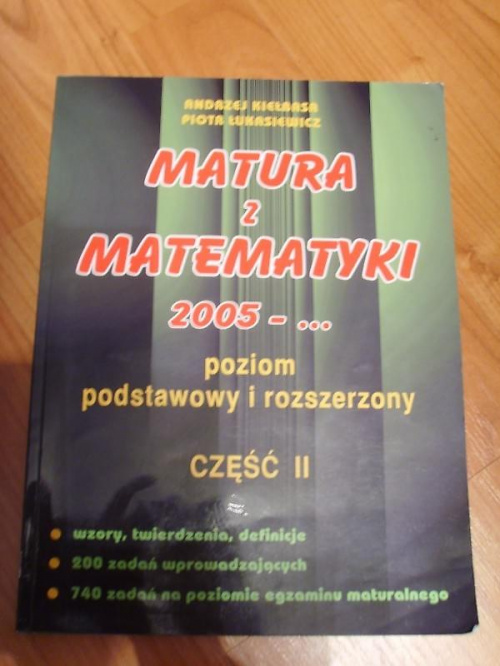 ANDRZEJ KIEŁBASA
PIOTR ŁUKASIEWICZ
MATURA
Z
MATEMATYKI
2005 - ...
poziom
podstawowy i rozszerzony
CZĘŚĆ II
wzory, twierdzenia, definicje
200 zadań wprowadzających
740 zadań na poziomie egzaminu maturalnego